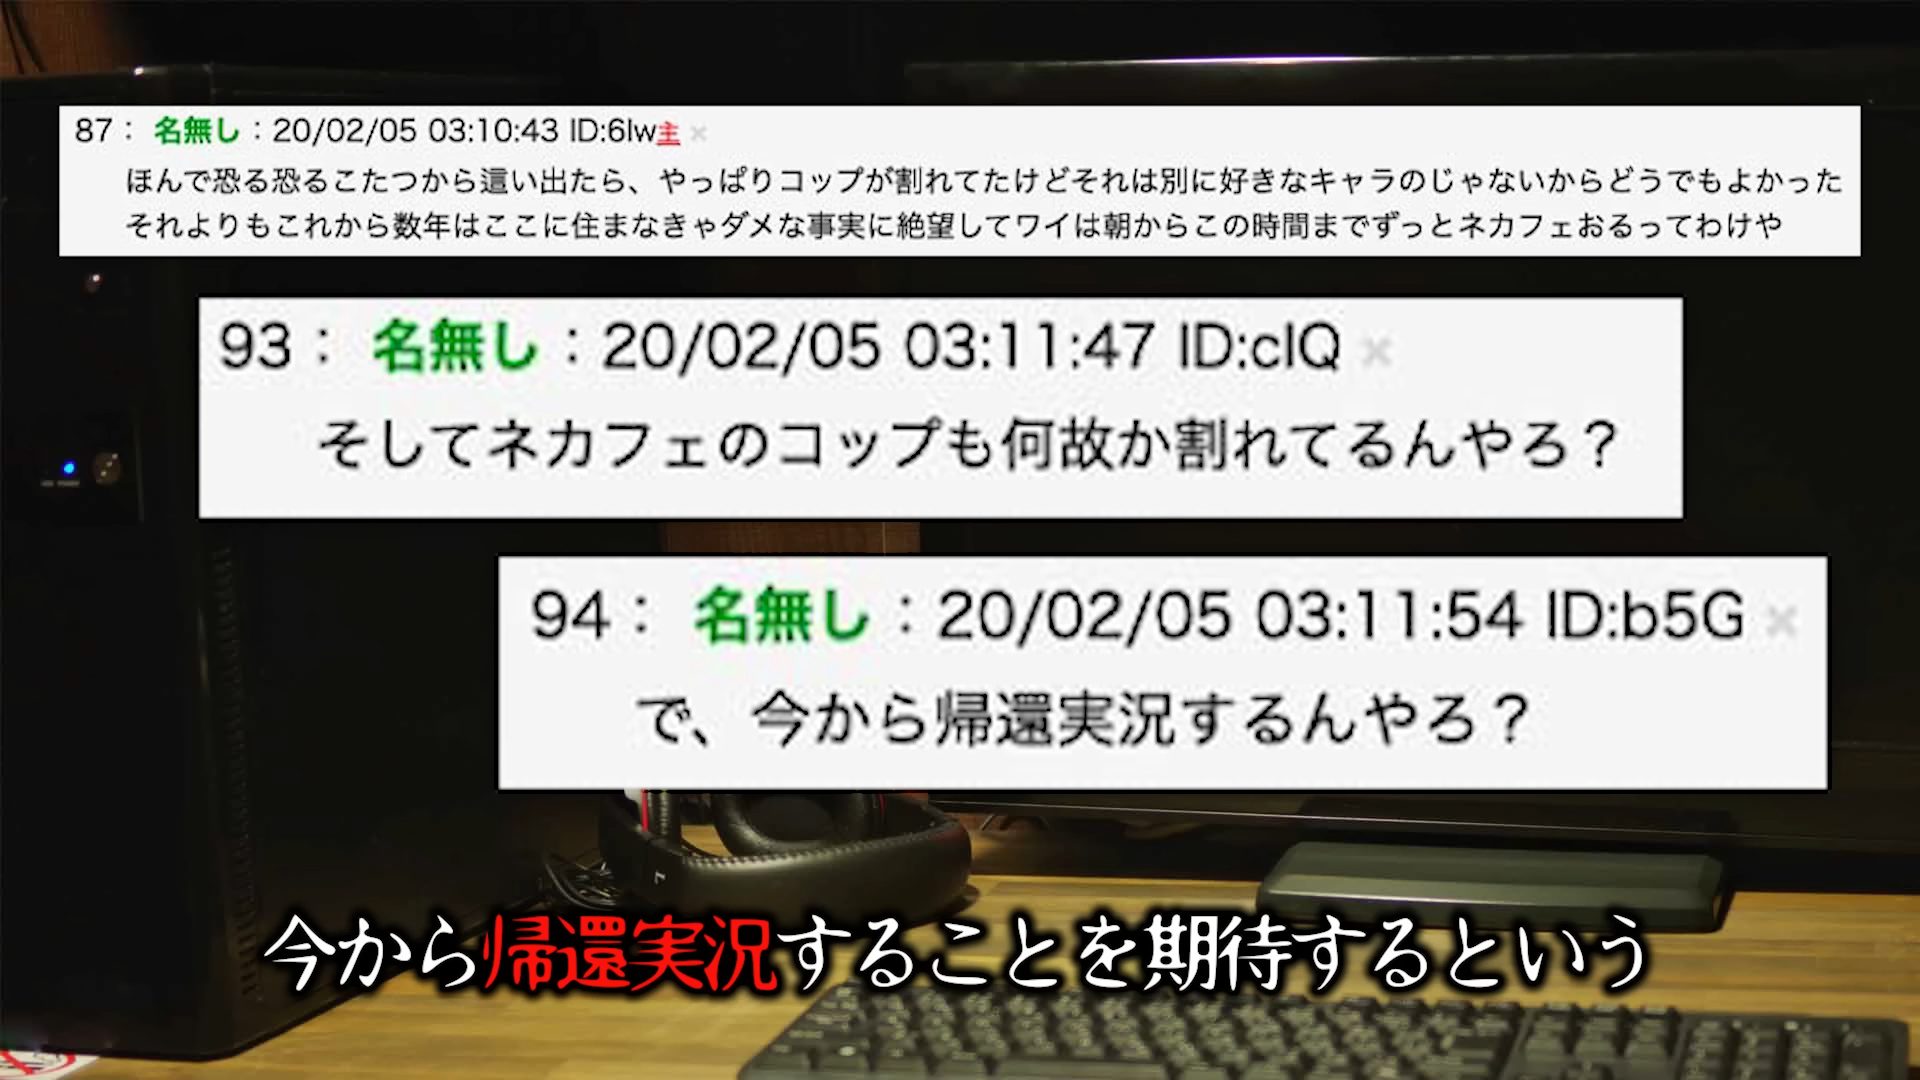 87： 名無し：20/02/05 03:10:43 ID:6Iw主 ×
ほんで恐る恐るこたつから這い出たら、やっぱりコップが割れてたけどそれは別に好きなキャラのじゃないからどうでもよかった
それよりもこれから数年はここに住まなきゃダメな事実に絶望してワイは朝からこの時間までずっとネカフェおるってわけや
93： 名無し：20/02/05 03:11:47 ID:cIQ ×
そしてネカフェのコップも何故か割れてるんやろ？
94： 名無し：20/02/05 03:11:54 ID:b5G ×
で、今から帰還実況するんやろ？
今から帰還実況することを期待するという